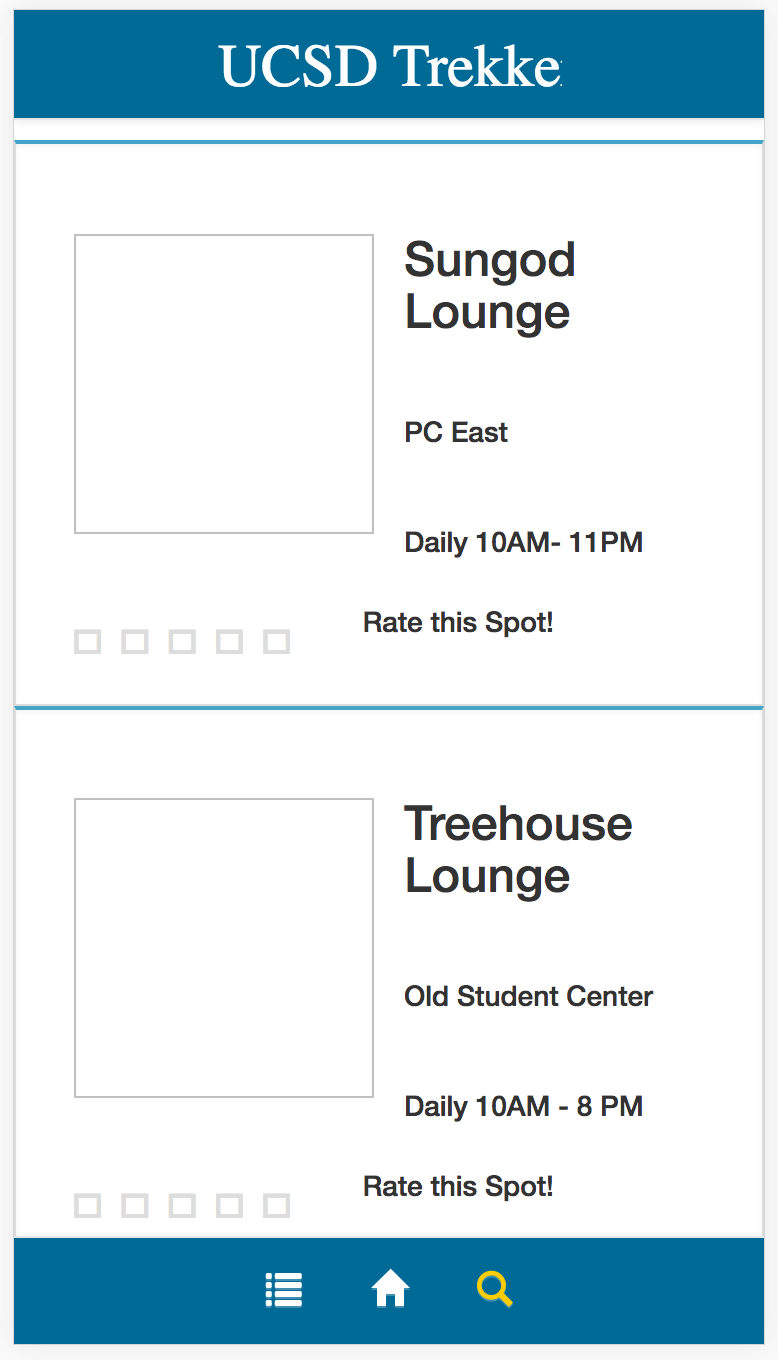 UCSD Trekke
Sungod
Lounge
PC East
Daily 10AM- 11PM
Rate this Spot!
Treehouse
Lounge
Old Student Center
Daily 10AM - 8 PM
Rate this Spot!